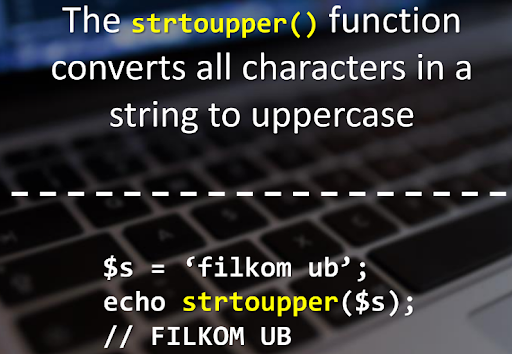 The strtoupper() function
converts all characters in a
string to uppercase
$s = ‘filkom ub’;
echo strtoupper($s);
// FILKOM UB